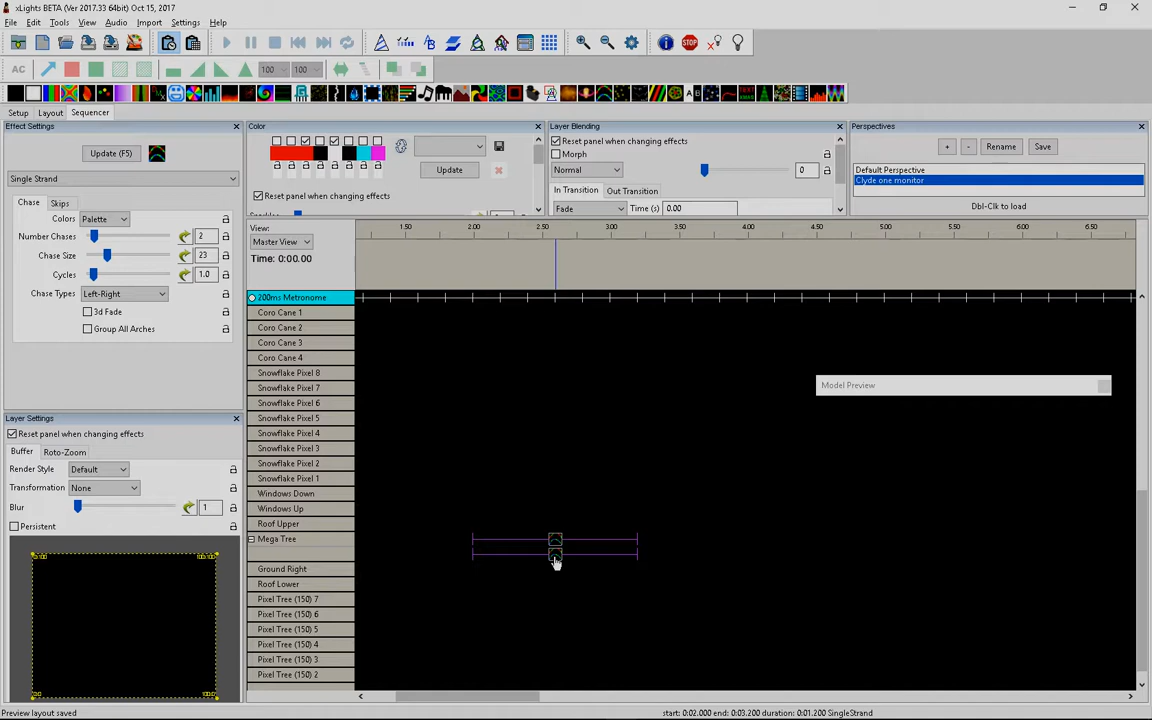 xLights BETA (Ver 2017.33 64bit) Oct 15, 2017
File Edit Tools View Audio Import Settings Help
AC 100 100
Setup Layout Sequencer
Effect Settings
Update (F5)
Single Strand
Chase Skips
Colors Palette
Number Chases 2
Chase Size 23
Cycles 1.0
Chase Types Left-Right
3d Fade
Group All Arches
Layer Settings
Reset panel when changing effects
Buffer Roto-Zoom
Render Style Default
Transformation None
Blur 1
Persistent
Color
Update
Reset panel when changing effects
Layer Blending
Reset panel when changing effects
Morph
Normal 0
In Transition Out Transition
Fade Time (s) 0.00
Perspectives
+ - Rename Save
Default Perspective
Clyde one monitor
Dbl-Clk to load
View:
Master View
Time: 0:00.00
1.50 2.00 2.50 3.00 3.50 4.00 4.50 5.00 5.50 6.00 6.50
200ms Metronome
Coro Cane 1
Coro Cane 2
Coro Cane 3
Coro Cane 4
Snowflake Pixel 8
Snowflake Pixel 7
Snowflake Pixel 6
Snowflake Pixel 5
Snowflake Pixel 4
Snowflake Pixel 3
Snowflake Pixel 2
Snowflake Pixel 1
Windows Down
Windows Up
Roof Upper
Mega Tree
Ground Right
Roof Lower
Pixel Tree (150) 7
Pixel Tree (150) 6
Pixel Tree (150) 5
Pixel Tree (150) 4
Pixel Tree (150) 3
Pixel Tree (150) 2
Model Preview
Preview layout saved
start: 0:02.000 end: 0:03.200 duration: 0:01.200 SingleStrand